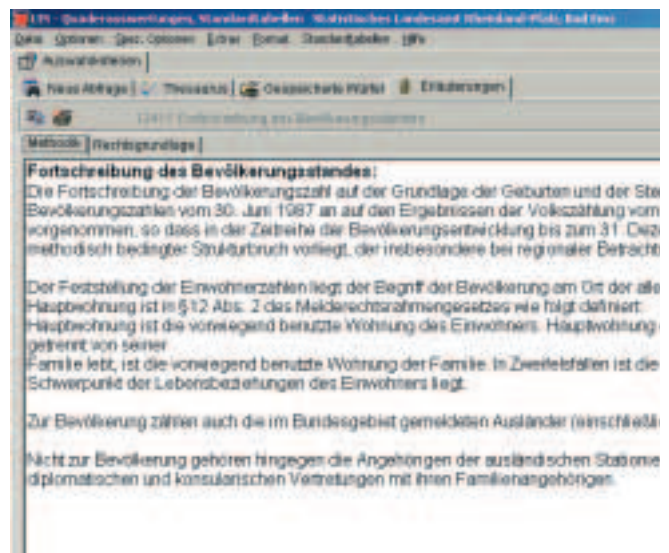 LIS - Quaderauswertungen, Standardtabellen - Statistisches Landesamt Rheinland-Pfalz, Bad Ems
Datei Optionen Spez. Optionen Extras Format Standardtabellen Hilfe
Auswahlkriterien
Neue Abfrage Thesaurus Gespeicherte Würfel Erläuterungen
Fortschreibung des Bevölkerungsstandes
Methode Rechtsgrundlage
Fortschreibung des Bevölkerungsstandes:
Die Fortschreibung der Bevölkerungszahl auf der Grundlage der Geburten und der Ste
Bevölkerungszahlen vom 30. Juni 1987 an auf den Ergebnissen der Volkszählung vom
vorgenommen, so dass in der Zeitreihe der Bevölkerungsentwicklung bis zum 31. Deze
methodisch bedingter Strukturbruch vorliegt, der insbesondere bei regionaler Betracht
Der Feststellung der Einwohnerzahlen liegt der Begriff der Bevölkerung am Ort der alle
Hauptwohnung ist in §12 Abs. 2 des Melderechtsrahmengesetzes wie folgt definiert:
Hauptwohnung ist die vorwiegend benutzte Wohnung des Einwohners. Hauptwohnung
getrennt von seiner
Familie lebt, ist die vorwiegend benutzte Wohnung der Familie. In Zweifelsfällen ist die
Schwerpunkt der Lebensbeziehungen des Einwohners liegt.
Zur Bevölkerung zählen auch die im Bundesgebiet gemeldeten Ausländer (einschließli
Nicht zur Bevölkerung gehören hingegen die Angehörigen der ausländischen Stationie
diplomatischen und konsularischen Vertretungen mit ihren Familienangehörigen.